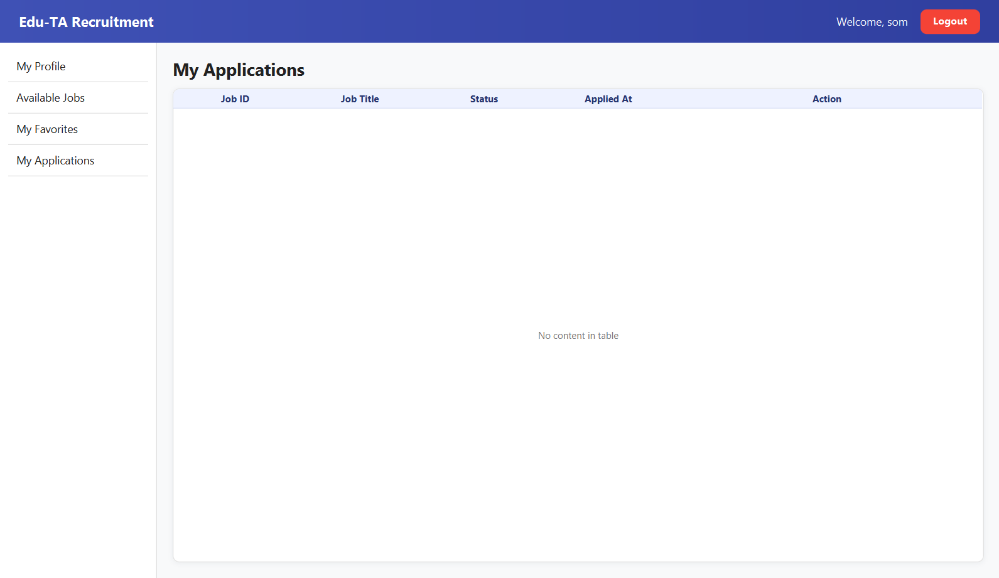 Edu-TA Recruitment
Welcome, som
Logout
My Profile
Available Jobs
My Favorites
My Applications
My Applications
Job ID Job Title Status Applied At Action
No content in table